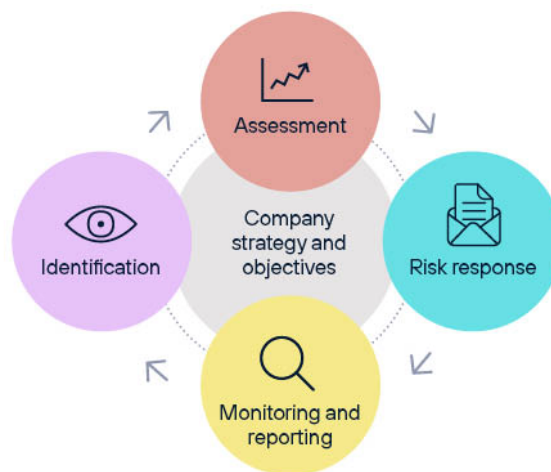 Assessment
Company
strategy and
objectives
Identification
Risk response
Monitoring and
reporting